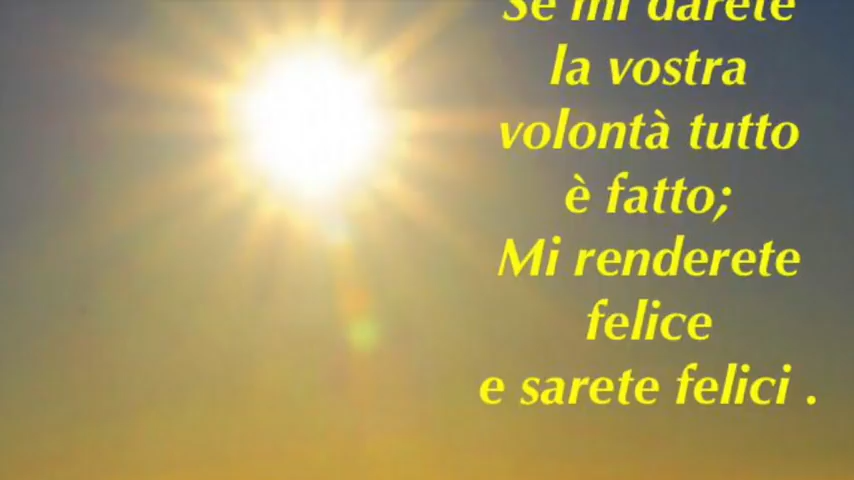 Se mi darete
la vostra
volontà tutto
è fatto;
Mi renderete
felice
e sarete felici .